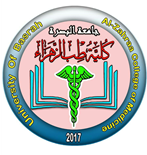 جامعة البصرة
كلية طب الزهراء
University Of Basrah
Al-Zahraa College of Medicine
2017